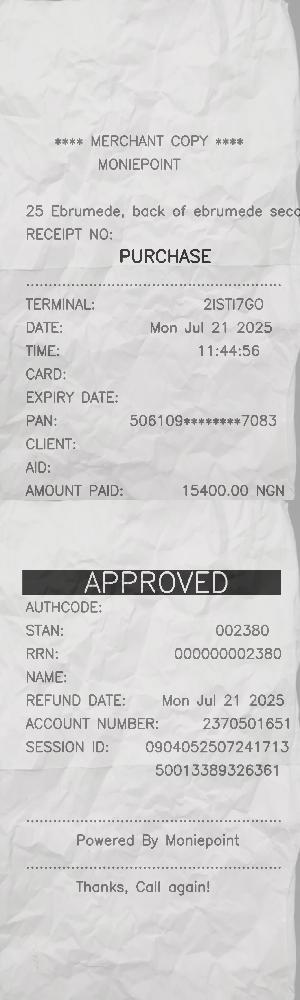 **** MERCHANT COPY ****
MONIEPOINT
25 Ebrumede, back of ebrumede seco
RECEIPT NO:
PURCHASE
TERMINAL: 2ISTI7GO
DATE: Mon Jul 21 2025
TIME: 11:44:56
CARD:
EXPIRY DATE:
PAN: 506109********7083
CLIENT:
AID:
AMOUNT PAID: 15400.00 NGN
APPROVED
AUTHCODE:
STAN: 002380
RRN: 000000002380
NAME:
REFUND DATE: Mon Jul 21 2025
ACCOUNT NUMBER: 2370501651
SESSION ID: 0904052507241713
50013389326361
Powered By Moniepoint
Thanks, Call again!